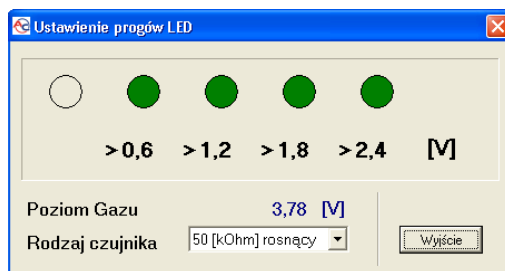 Ustawienie progów LED
>0,6 >1,2 >1,8 >2,4 [V]
Poziom Gazu 3,78 [V]
Rodzaj czujnika 50 [kOhm] rosnący
Wyjście